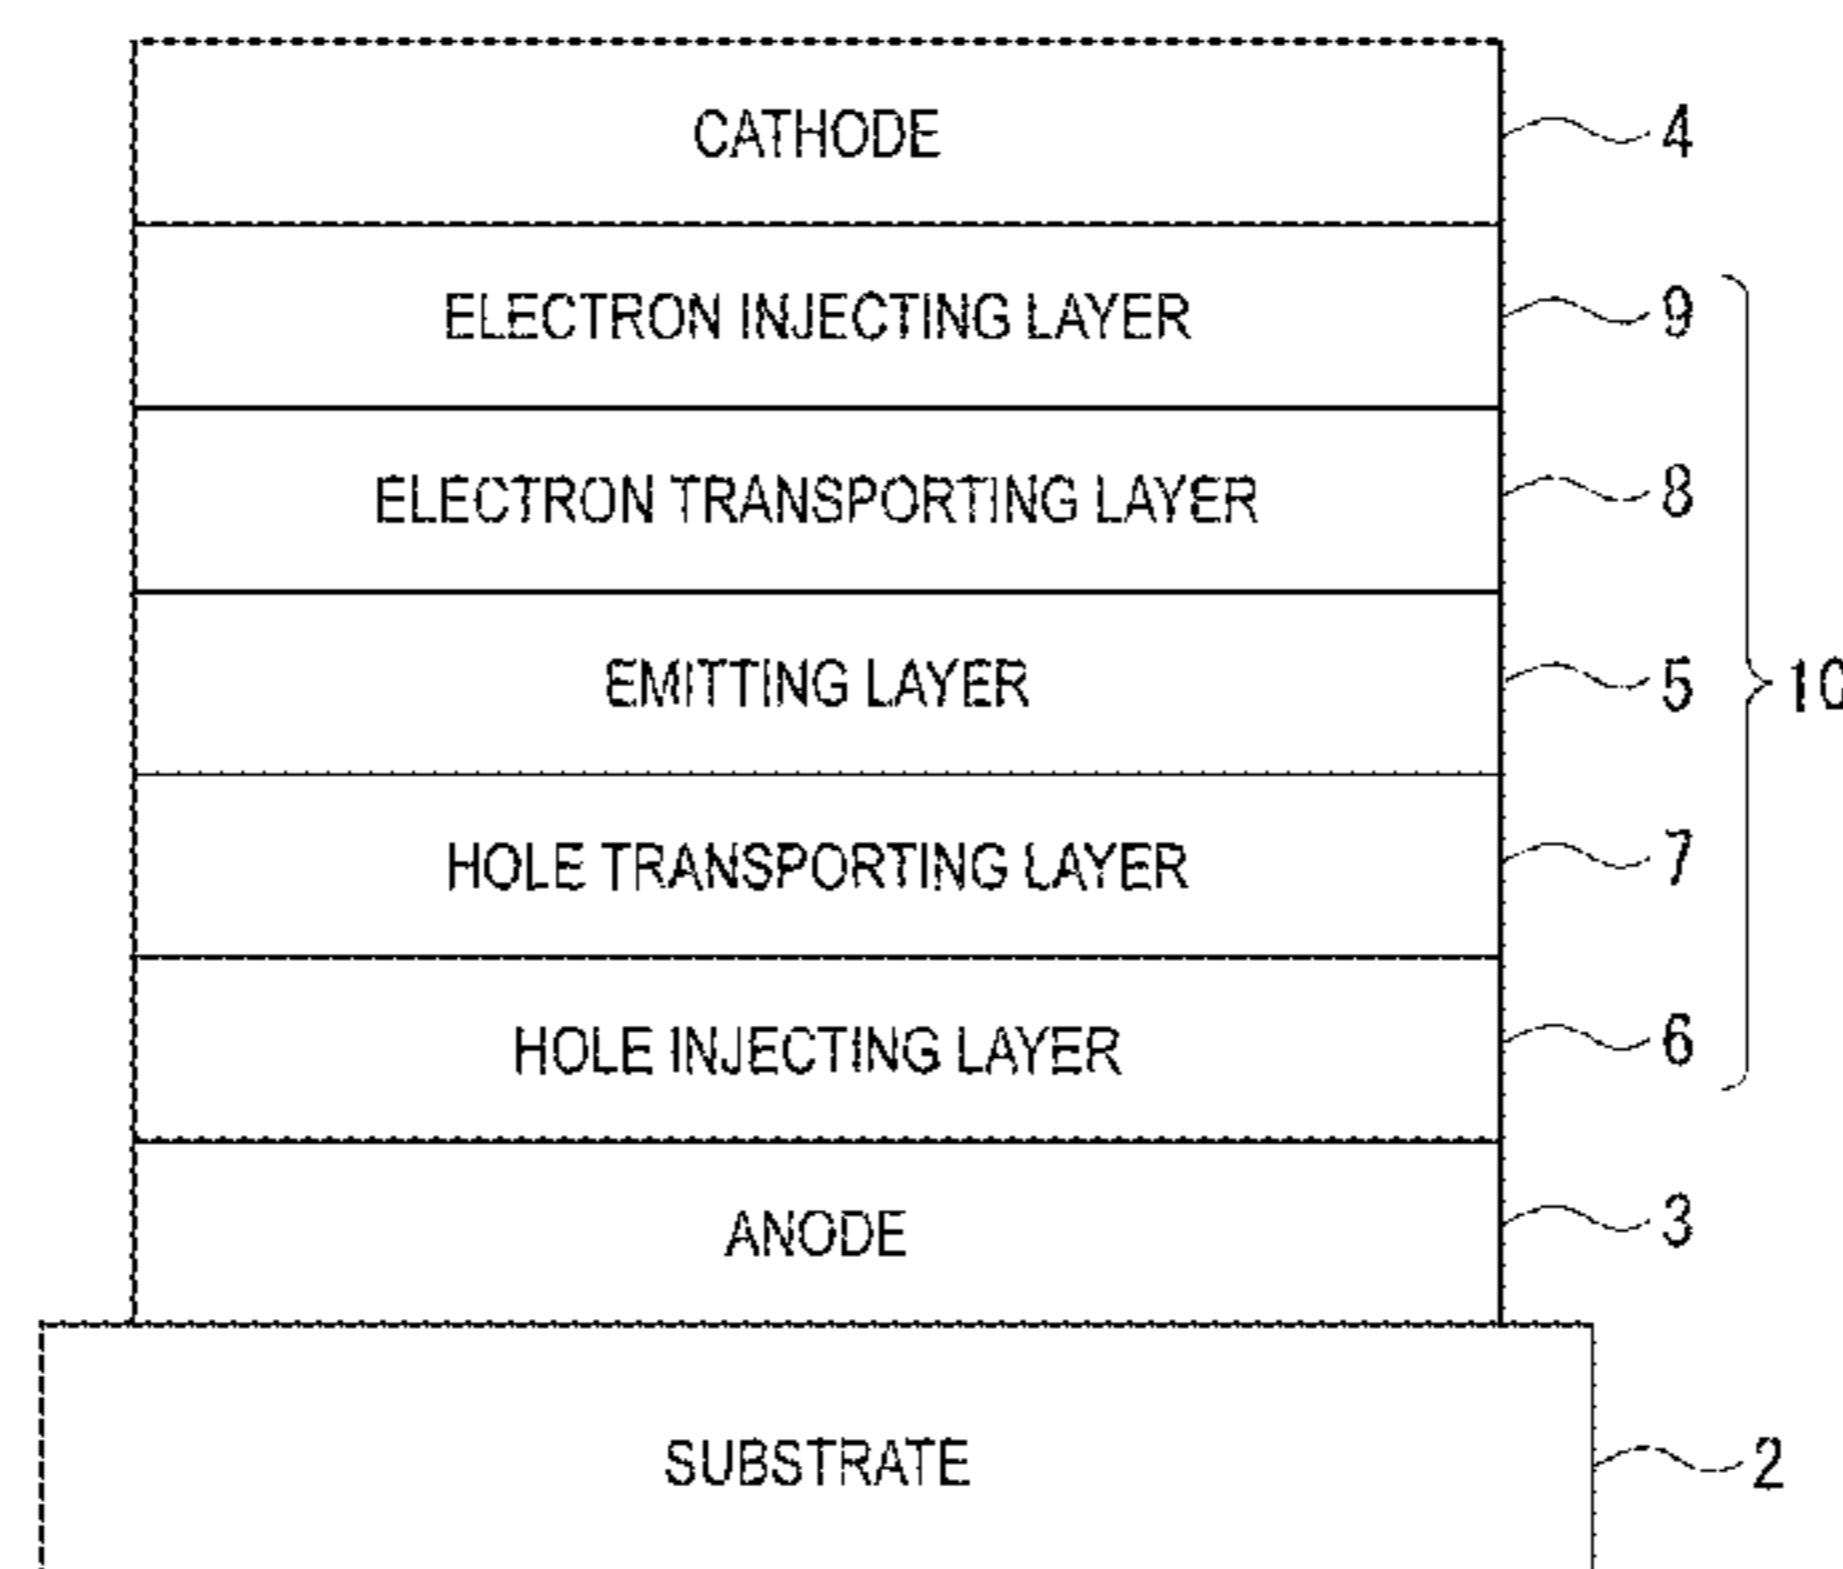 CATHODE 4
ELECTRON INJECTING LAYER 9
ELECTRON TRANSPORTING LAYER 8
EMITTING LAYER 5 10
HOLE TRANSPORTING LAYER 7
HOLE INJECTING LAYER 6
ANODE 3
SUBSTRATE 2